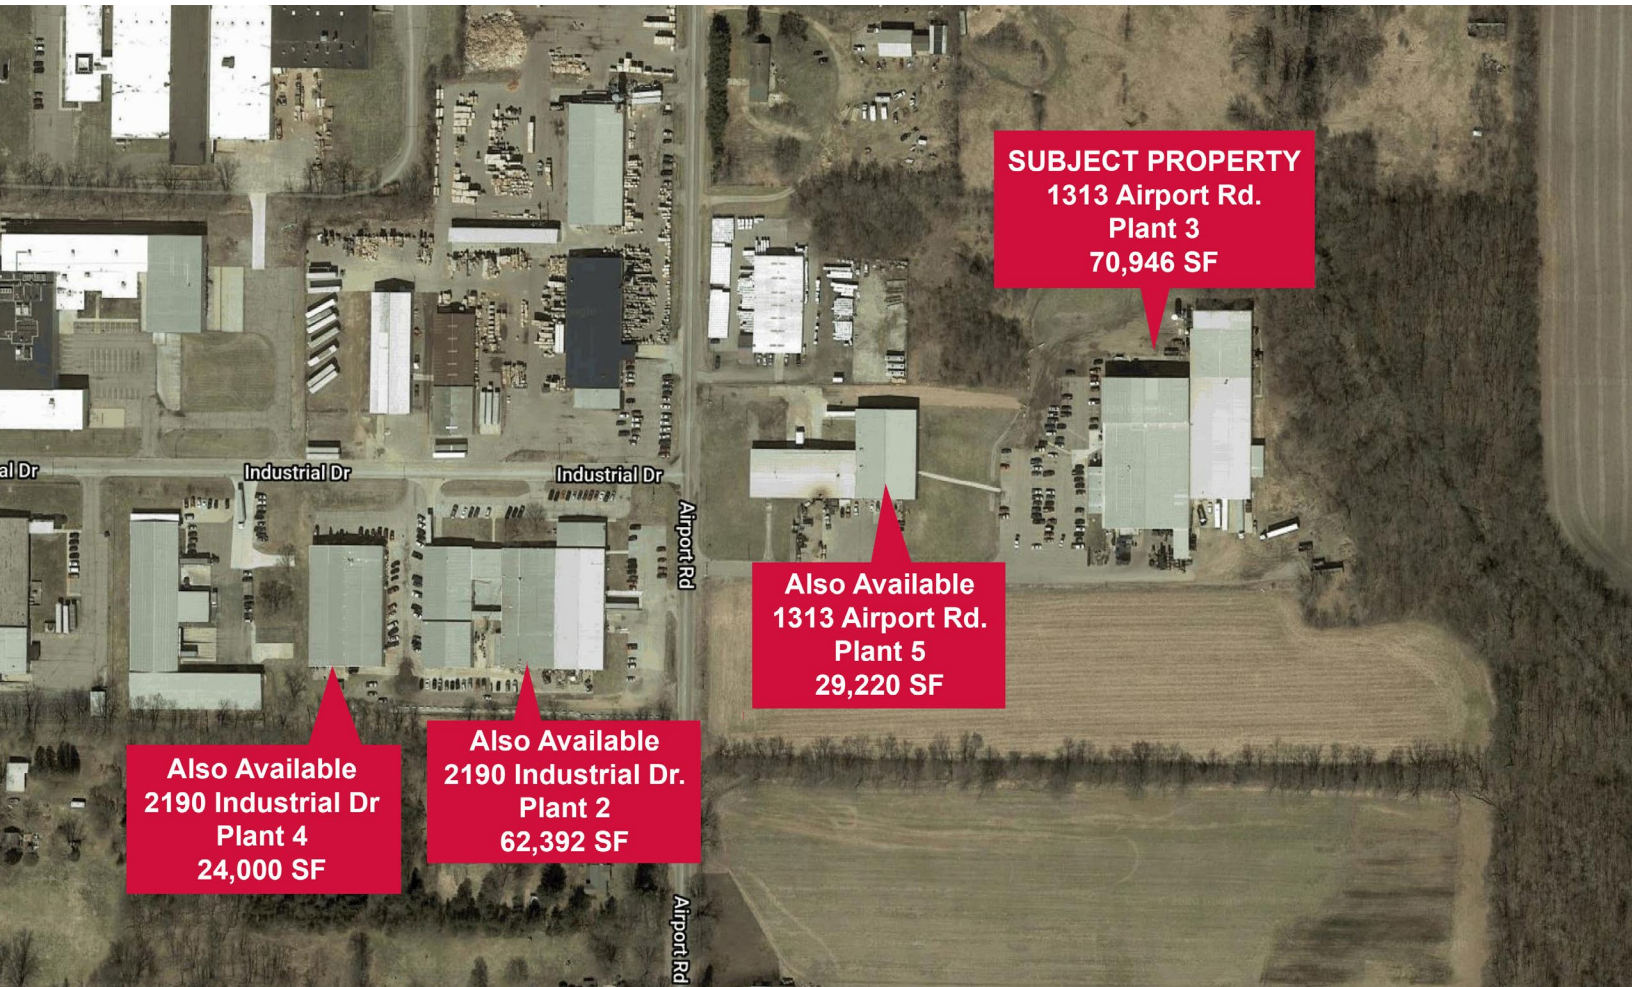 SUBJECT PROPERTY
1313 Airport Rd.
Plant 3
70,946 SF
al Dr
Industrial Dr
Industrial Dr
Airport Rd
Also Available
1313 Airport Rd.
Plant 5
29,220 SF
Also Available
2190 Industrial Dr.
Plant 2
62,392 SF
Also Available
2190 Industrial Dr
Plant 4
24,000 SF
Airport Rd